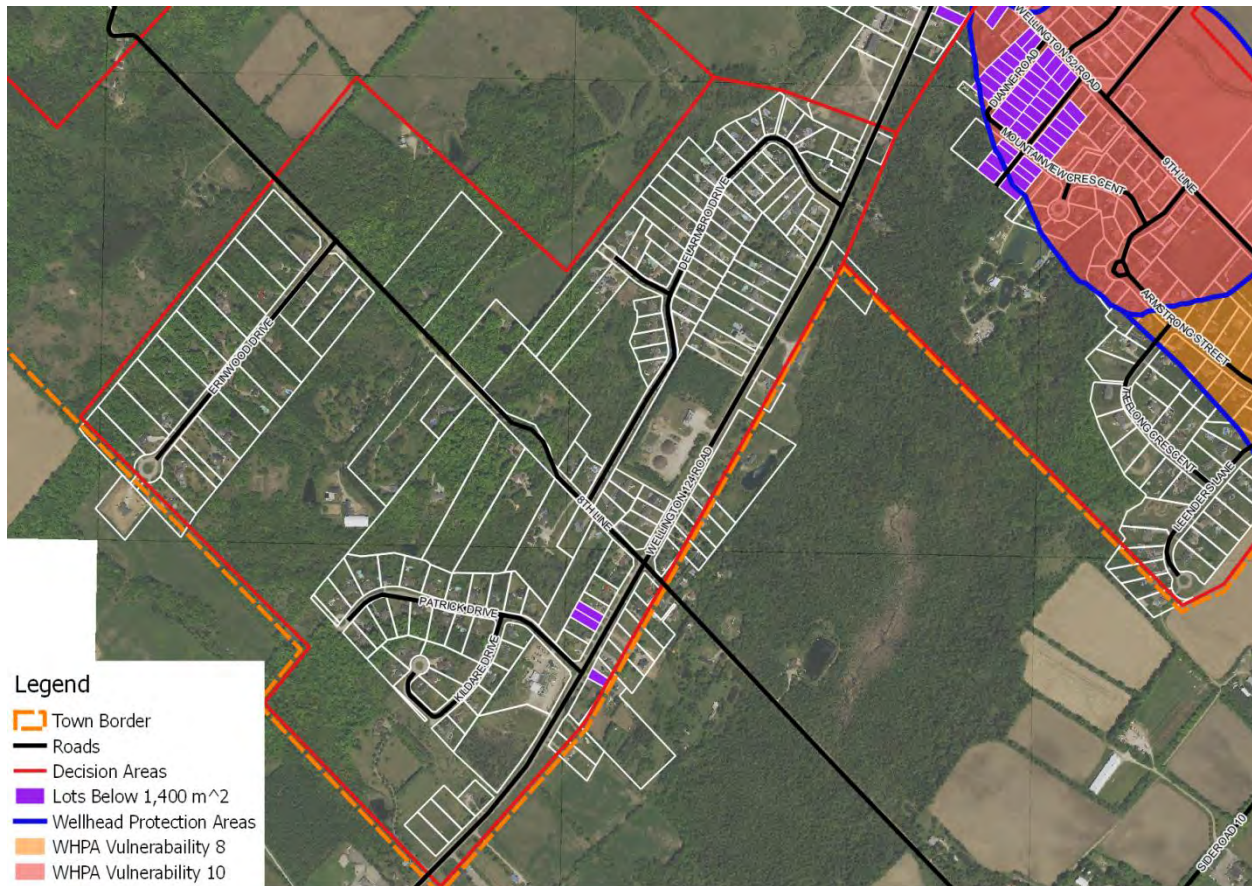 WELLINGTON 52 ROAD
DIANNE ROAD
MOUNTAINVIEW CRESCENT
9TH LINE
DELARMBRO DRIVE
ERINWOOD DRIVE
ARMSTRONG STREET
TREELONG CRESCENT
LEENDERS LANE
8TH LINE
WELLINGTON 124 ROAD
PATRICK DRIVE
KILDARE DRIVE
SIDEROAD 10
Legend
Town Border
Roads
Decision Areas
Lots Below 1,400 m^2
Wellhead Protection Areas
WHPA Vulnerabaility 8
WHPA Vulnerability 10